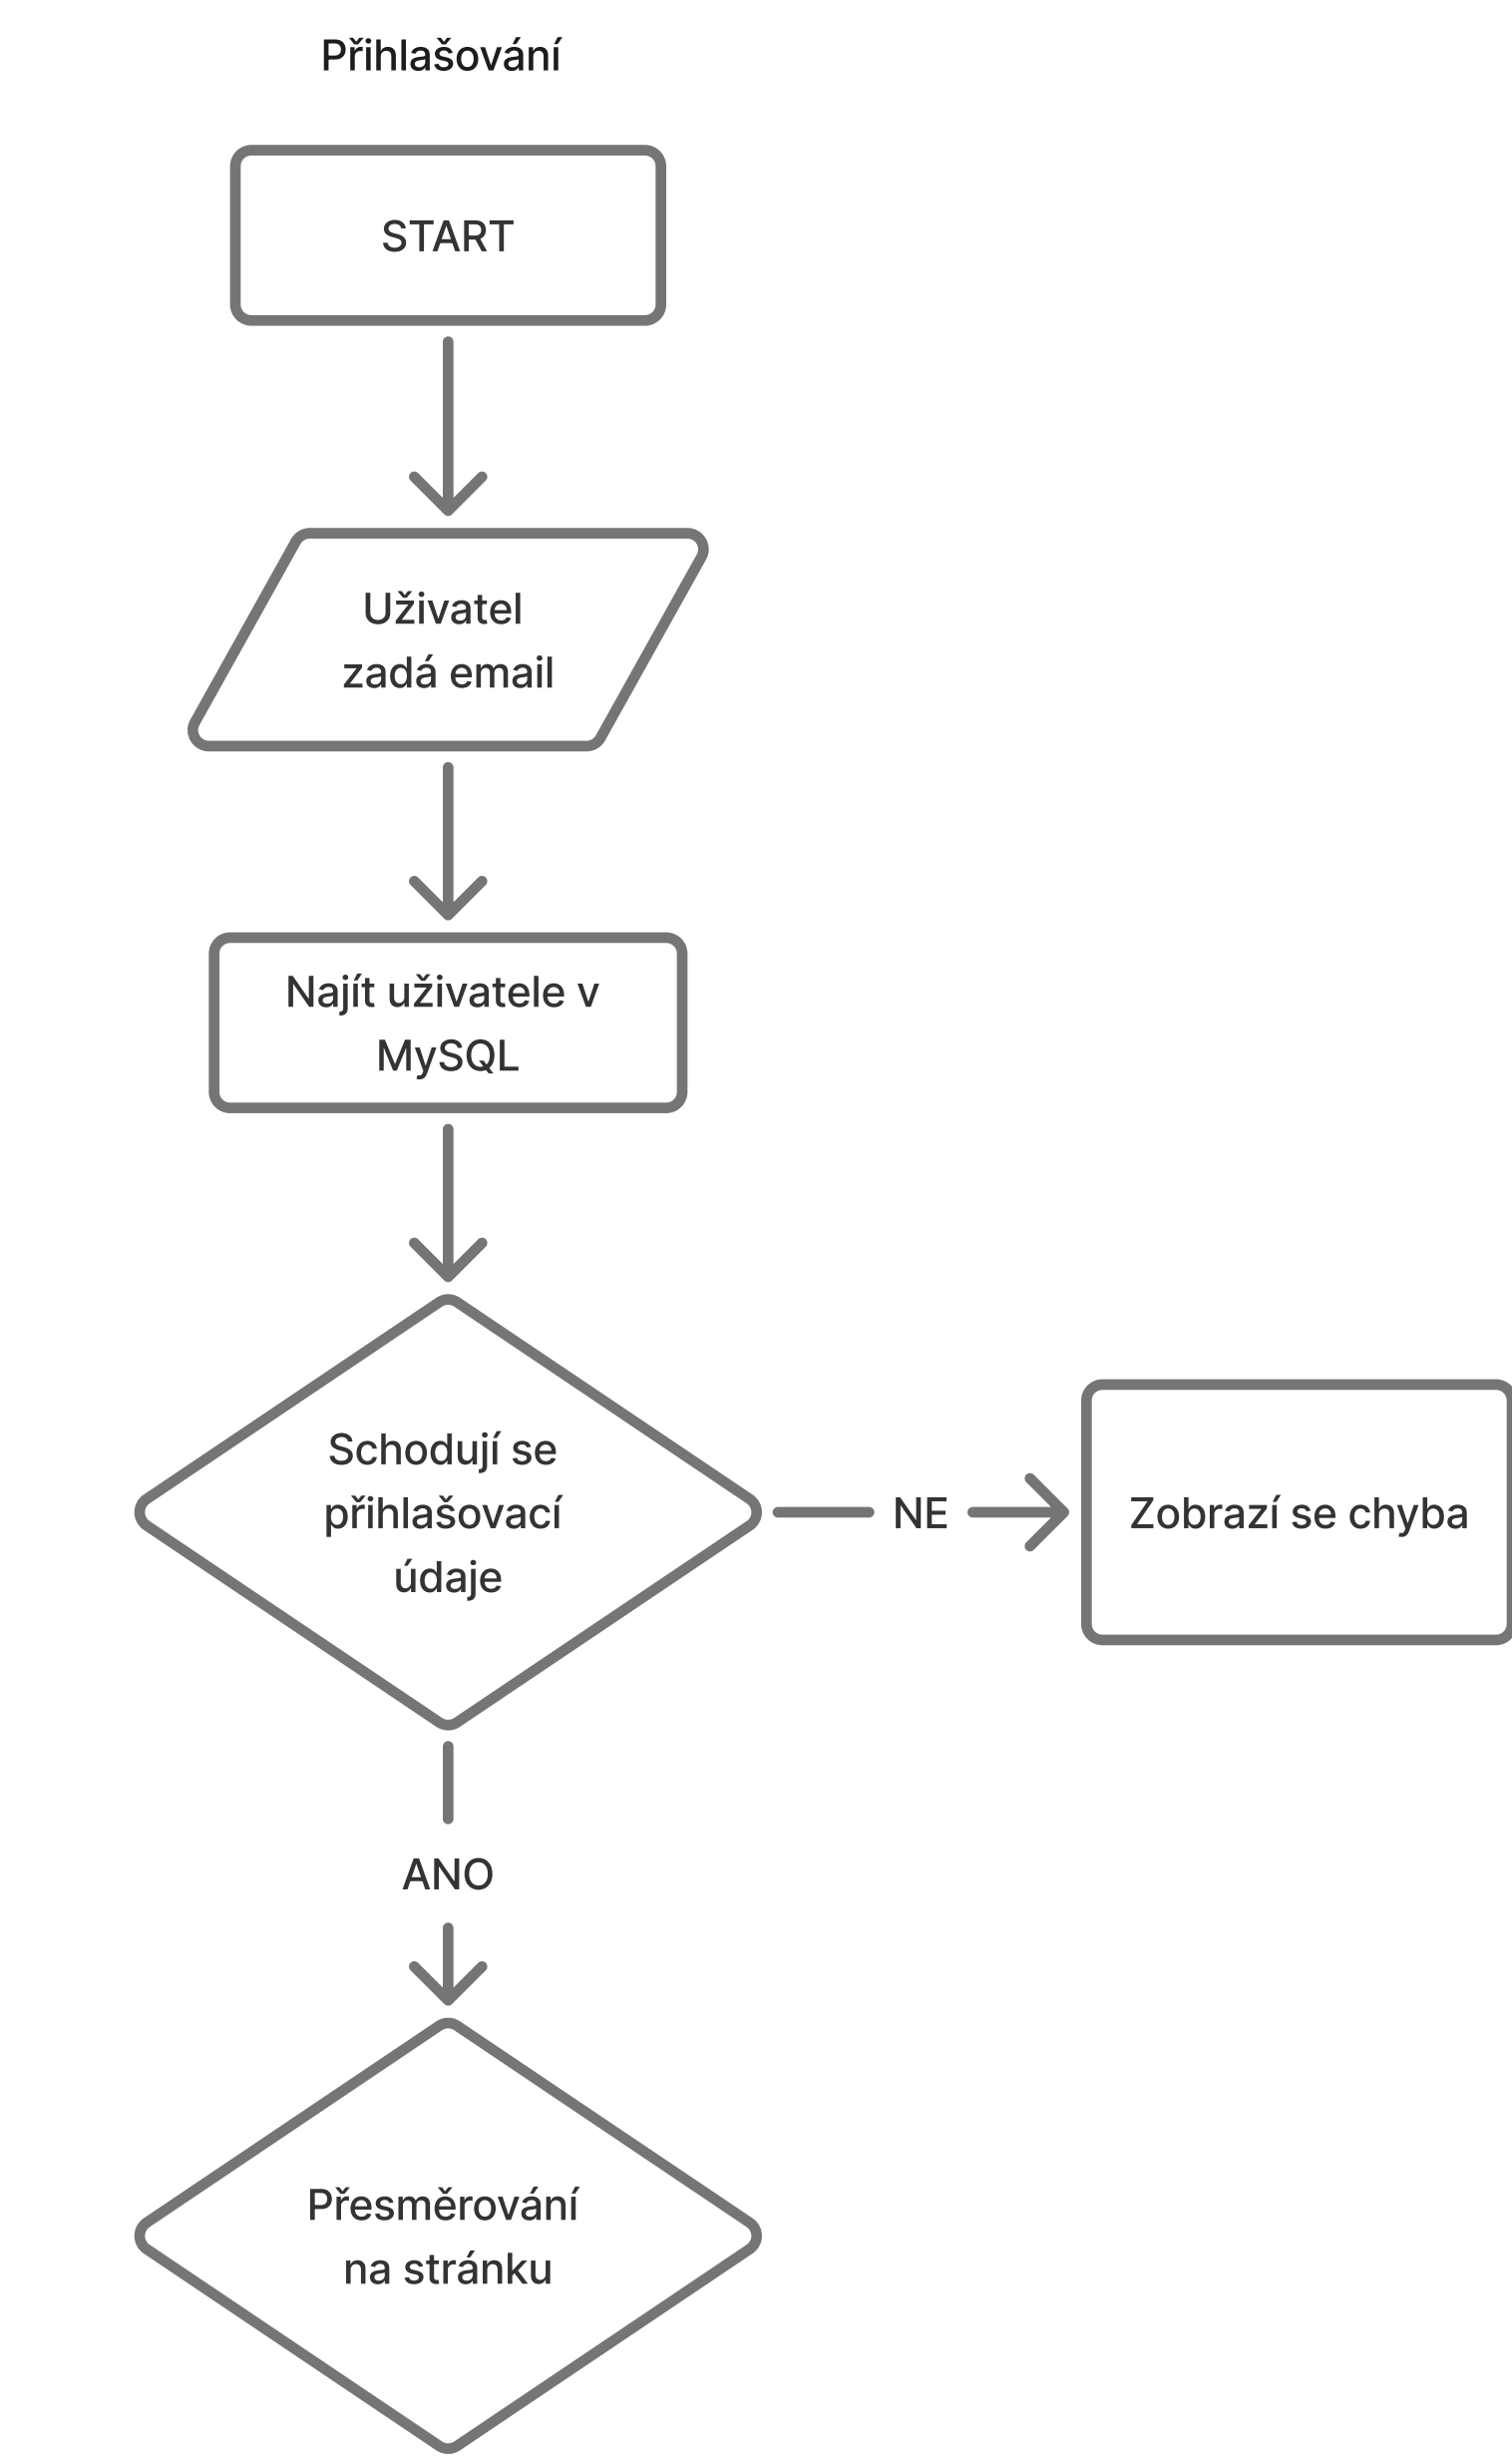 Přihlašování
START
Uživatel
zadá email
Najít uživatele v
MySQL
Schodují se
přihlašovací
údaje
NE
Zobrazí se chyba
ANO
Přesměrování
na stránku